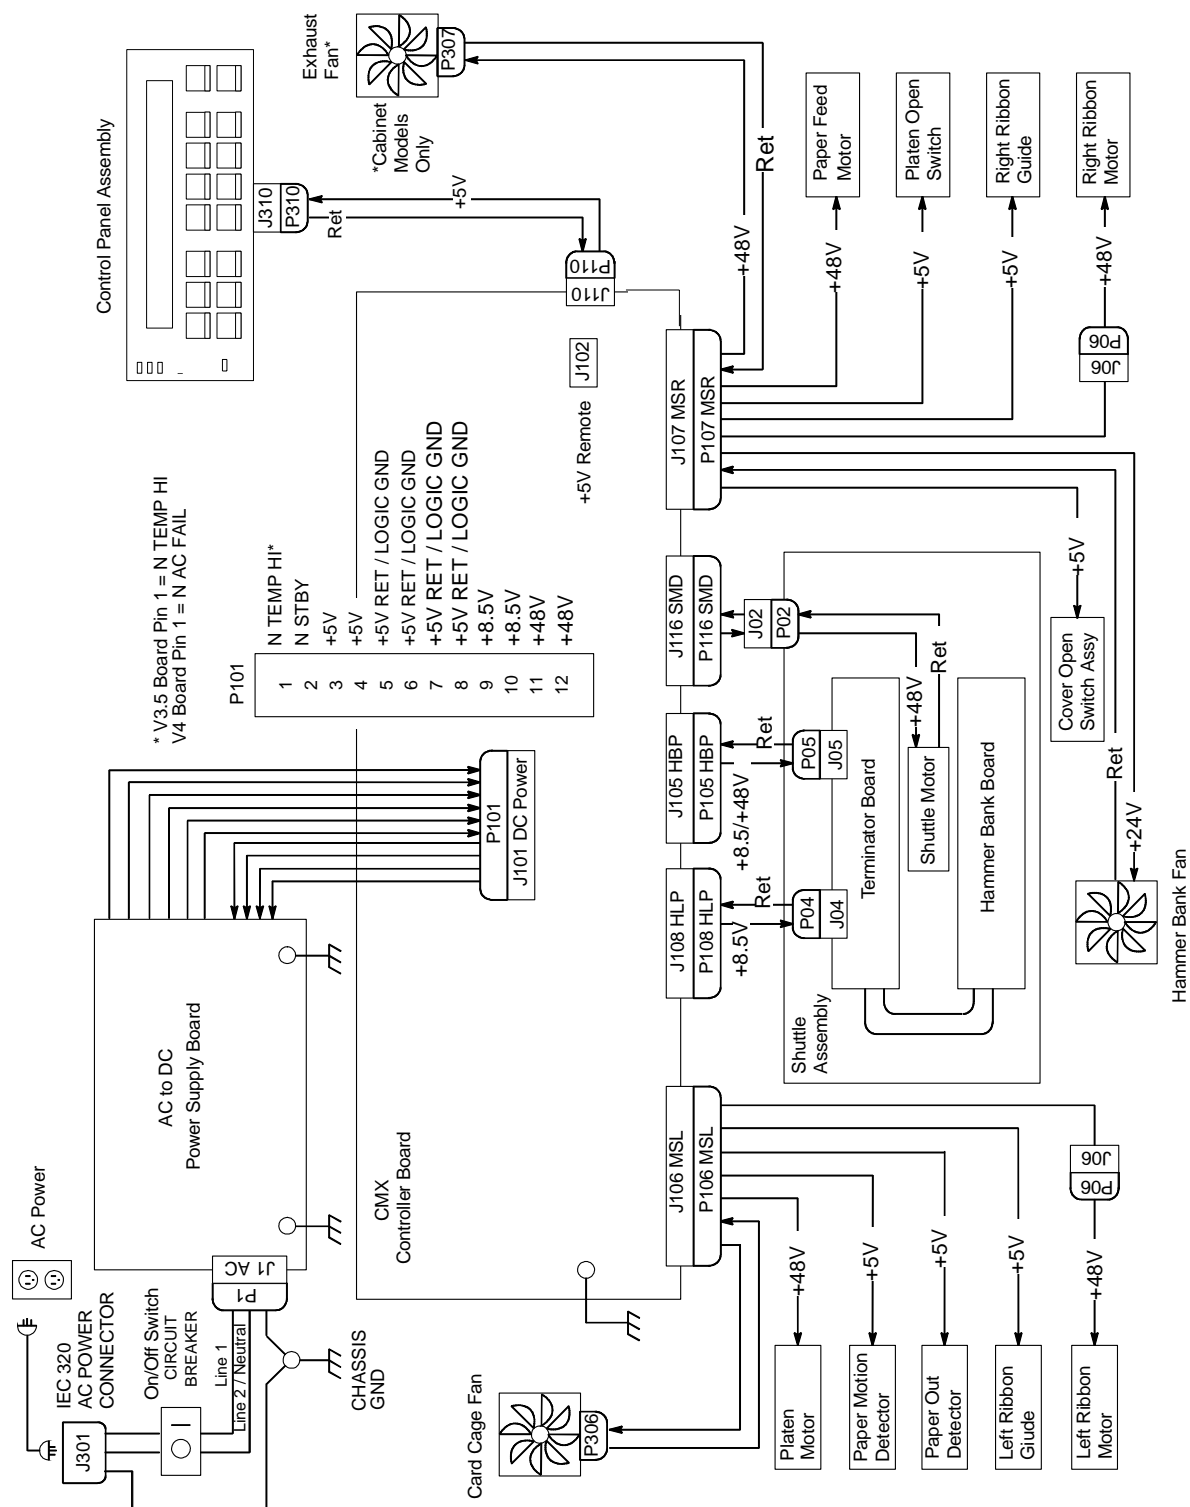 AC Power
IEC 320
AC POWER
CONNECTOR
J301
On/Off Switch
CIRCUIT
BREAKER
Line 1
Line 2 / Neutral
CHASSIS
GND
P1
J1 AC
AC to DC
Power Supply Board
* V3.5 Board Pin 1 = N TEMP HI
V4 Board Pin 1 = N AC FAIL
P101
1 N TEMP HI*
2 N STBY
3 +5V
4 +5V
5 +5V RET / LOGIC GND
6 +5V RET / LOGIC GND
7 +5V RET / LOGIC GND
8 +5V RET / LOGIC GND
9 +8.5V
10 +8.5V
11 +48V
12 +48V
P101
J101 DC Power
Control Panel Assembly
J310
P310
Ret
+5V
P110
J110
Exhaust
Fan*
P307
*Cabinet
Models
Only
+48V
Ret
CMX
Controller Board
+5V Remote
J102
J106 MSL
P106 MSL
J108 HLP
P108 HLP
J105 HBP
P105 HBP
J116 SMD
P116 SMD
J107 MSR
P107 MSR
Card Cage Fan
P306
+48V
Platen
Motor
+5V
Paper Motion
Detector
+5V
Paper Out
Detector
+5V
Left Ribbon
Giude
J06
P06
+48V
Left Ribbon
Motor
+8.5V
Ret
+8.5/+48V
Ret
P04
J04
P05
J05
J02
P02
Shuttle
Assembly
Terminator Board
+48V
Ret
Shuttle Motor
Hammer Bank Board
+48V
Paper Feed
Motor
+5V
Platen Open
Switch
+5V
Right Ribbon
Guide
J06
P06
+48V
Right Ribbon
Motor
+5V
Cover Open
Switch Assy
Ret
+24V
Hammer Bank Fan